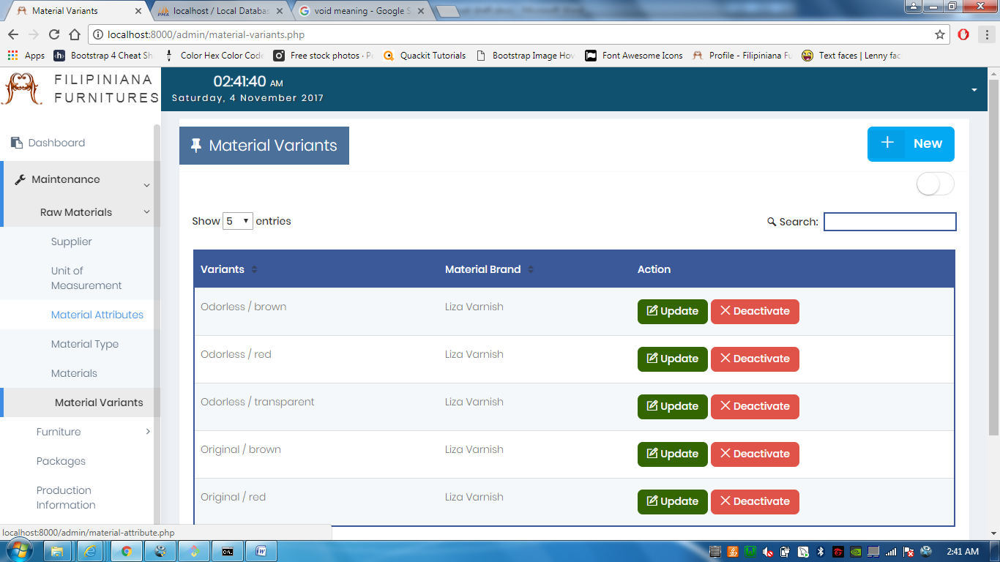 Material Variants
localhost / Local Databas
void meaning - Google S
localhost:8000/admin/material-variants.php
Apps
Bootstrap 4 Cheat Sh
Color Hex Color Code
Free stock photos · Pe
Quackit Tutorials
Bootstrap Image Hov
Font Awesome Icons
Profile - Filipiniana Fu
Text faces | Lenny fac
FILIPINIANA
FURNITURES
02:41:40 AM
Saturday, 4 November 2017
Dashboard
Maintenance
Raw Materials
Supplier
Unit of
Measurement
Material Attributes
Material Type
Materials
Material Variants
Furniture
Packages
Production
Information
localhost:8000/admin/material-attribute.php
Material Variants
New
Show 5 entries
Search:
Variants Material Brand Action
Odorless / brown Liza Varnish Update Deactivate
Odorless / red Liza Varnish Update Deactivate
Odorless / transparent Liza Varnish Update Deactivate
Original / brown Liza Varnish Update Deactivate
Original / red Liza Varnish Update Deactivate
2:41 AM